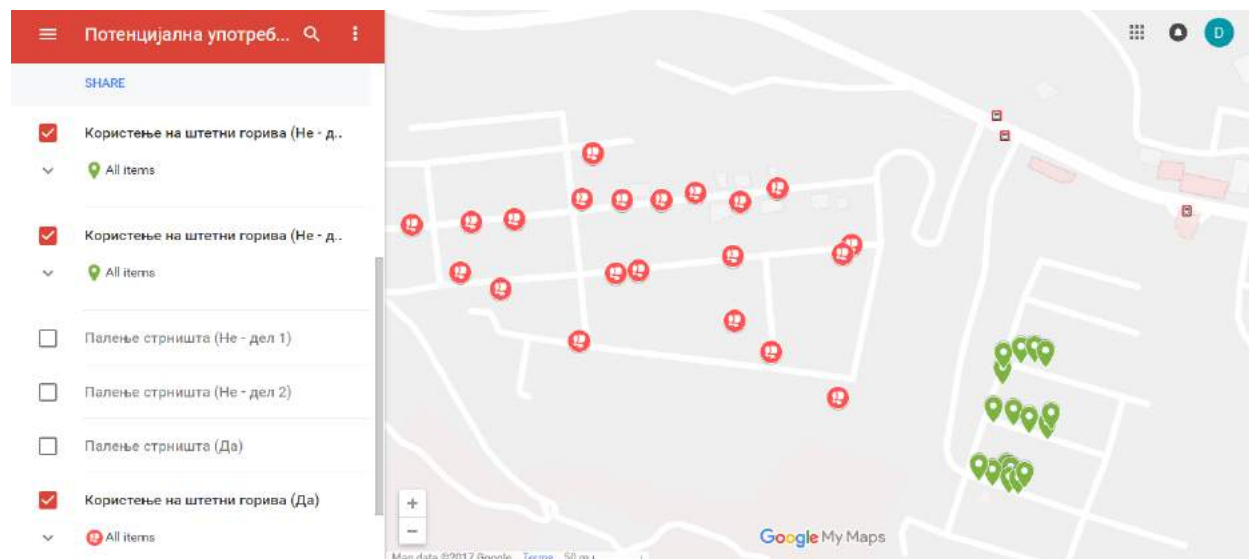 Потенцијална употреб...
SHARE
Користење на штетни горива (Не - д..
All items
Користење на штетни горива (Не - д..
All items
Палење стрништа (Не - дел 1)
Палење стрништа (Не - дел 2)
Палење стрништа (Да)
Користење на штетни горива (Да)
All items
D
+
−
Google My Maps
Map data ©2017 Google Terms 50 m